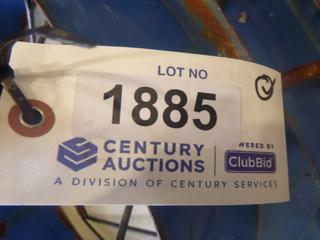 LOT NO
1885
CENTURY
AUCTIONS
WERED BY
ClubBid
A DIVISION OF CENTURY SERVICES